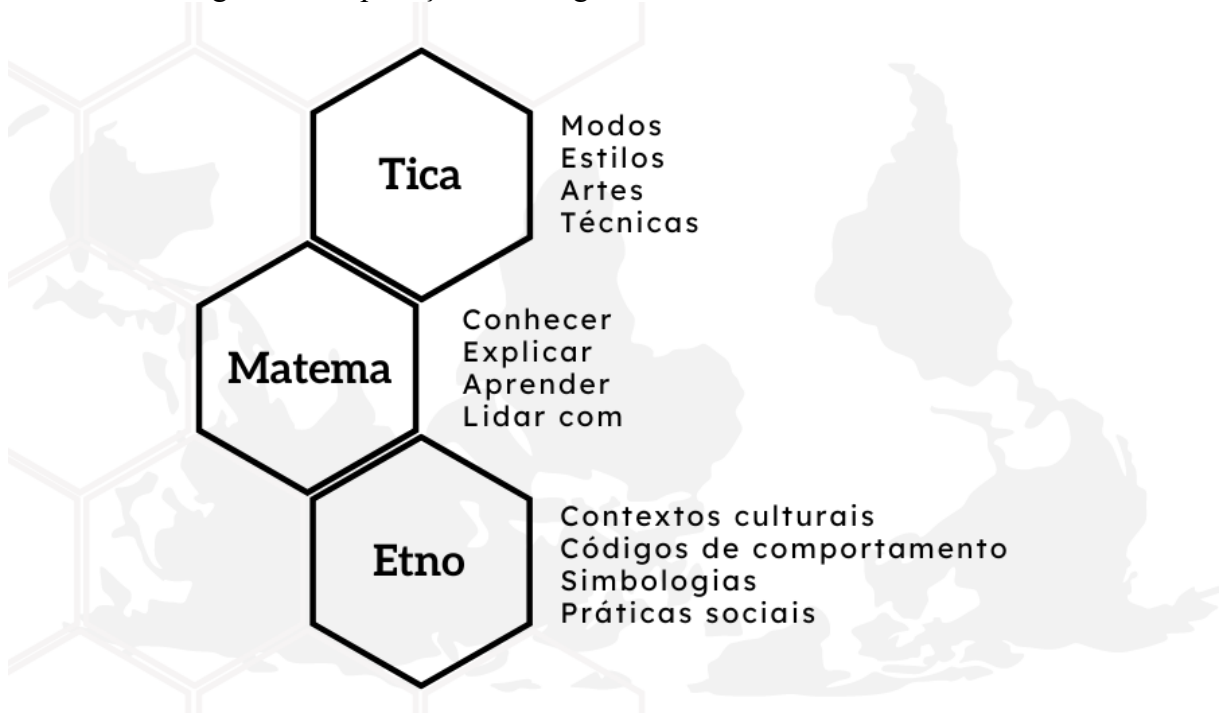 Tica
Modos
Estilos
Artes
Técnicas
Matema
Conhecer
Explicar
Aprender
Lidar com
Etno
Contextos culturais
Códigos de comportamento
Simbologias
Práticas sociais